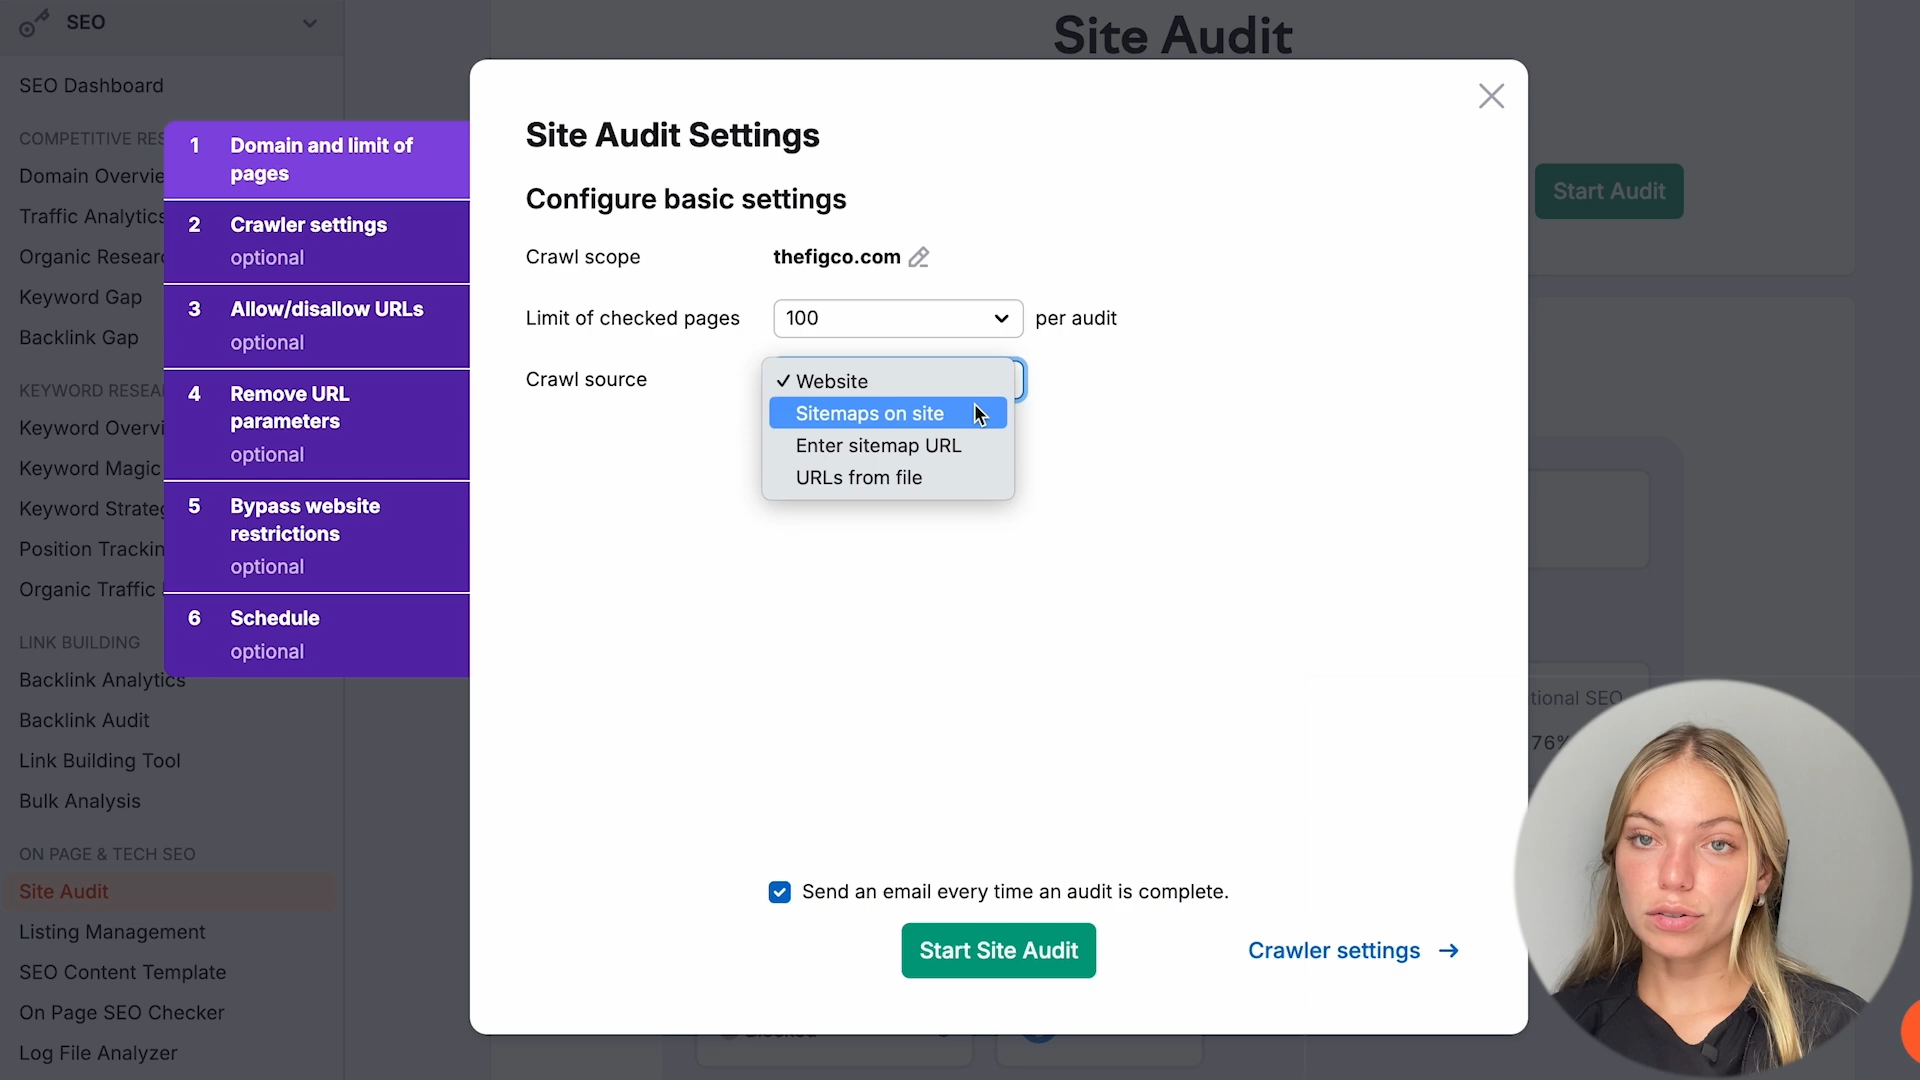 SEO
SEO Dashboard
COMPETITIVE RES
Domain Overvie
Traffic Analytics
Organic Researc
Keyword Gap
Backlink Gap
KEYWORD RESEA
Keyword Overvi
Keyword Magic
Keyword Strateg
Position Trackin
Organic Traffic
LINK BUILDING
Backlink Analytics
Backlink Audit
Link Building Tool
Bulk Analysis
ON PAGE & TECH SEO
Site Audit
Listing Management
SEO Content Template
On Page SEO Checker
Log File Analyzer
1 Domain and limit of
pages
2 Crawler settings
optional
3 Allow/disallow URLs
optional
4 Remove URL
parameters
optional
5 Bypass website
restrictions
optional
6 Schedule
optional
Site Audit
Start Audit
Site Audit Settings
Configure basic settings
Crawl scope thefigco.com
Limit of checked pages 100 per audit
Crawl source
✓ Website
Sitemaps on site
Enter sitemap URL
URLs from file
Send an email every time an audit is complete.
Start Site Audit
Crawler settings →
tional SEO
76%